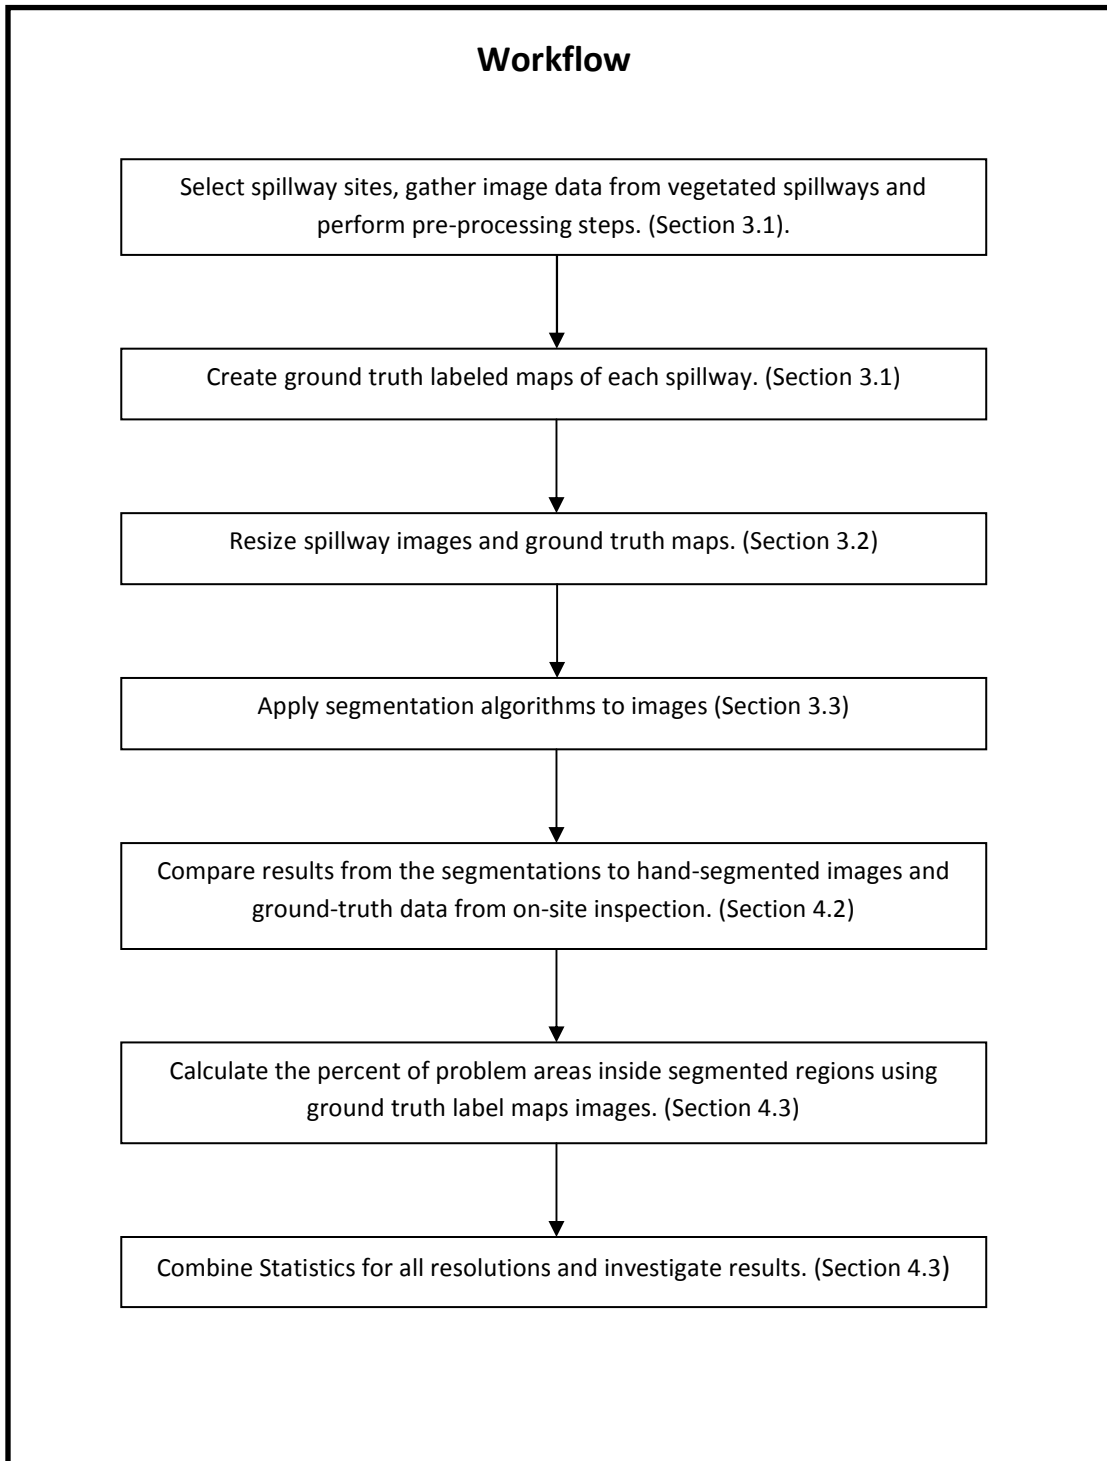 Workflow
Select spillway sites, gather image data from vegetated spillways and
perform pre-processing steps. (Section 3.1).
Create ground truth labeled maps of each spillway. (Section 3.1)
Resize spillway images and ground truth maps. (Section 3.2)
Apply segmentation algorithms to images (Section 3.3)
Compare results from the segmentations to hand-segmented images and
ground-truth data from on-site inspection. (Section 4.2)
Calculate the percent of problem areas inside segmented regions using
ground truth label maps images. (Section 4.3)
Combine Statistics for all resolutions and investigate results. (Section 4.3)